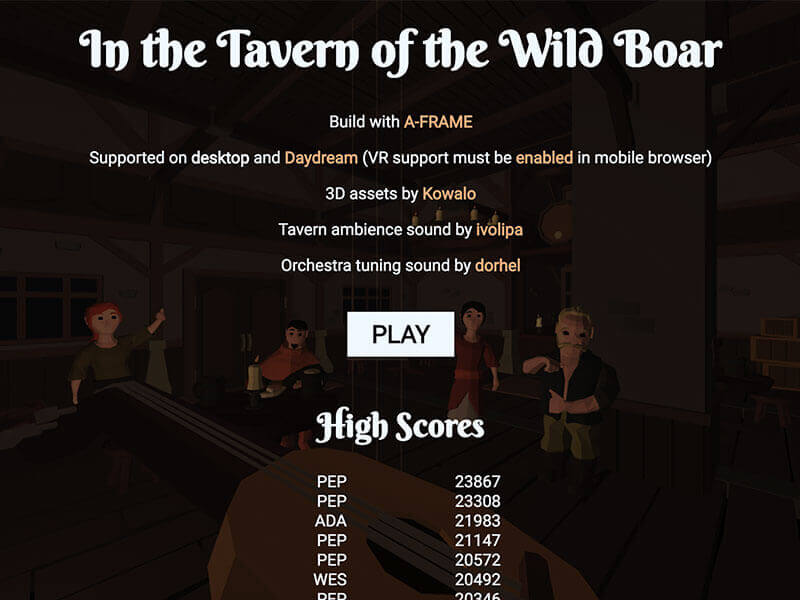 In the Tavern of the Wild Boar
Build with A-FRAME
Supported on desktop and Daydream (VR support must be enabled in mobile browser)
3D assets by Kowalo
Tavern ambience sound by ivolipa
Orchestra tuning sound by dorhel
PLAY
High Scores
PEP 23867
PEP 23308
ADA 21983
PEP 21147
PEP 20572
WES 20492
PEP 20346